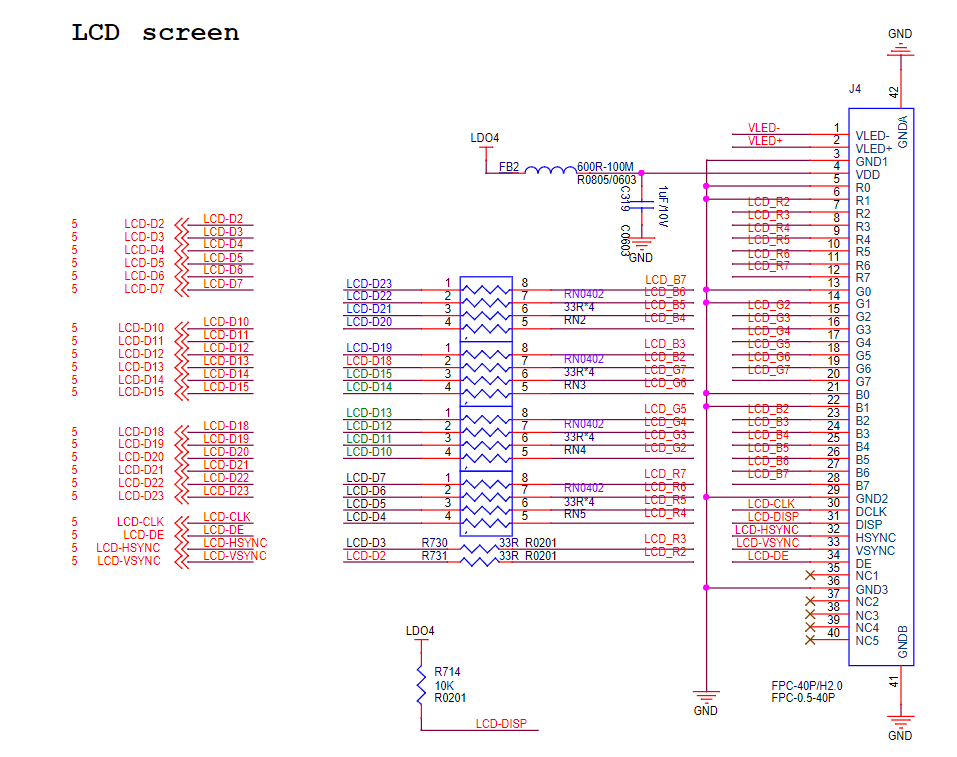 LCD screen
5 LCD-D2 LCD-D2
5 LCD-D3 LCD-D3
5 LCD-D4 LCD-D4
5 LCD-D5 LCD-D5
5 LCD-D6 LCD-D6
5 LCD-D7 LCD-D7
5 LCD-D10 LCD-D10
5 LCD-D11 LCD-D11
5 LCD-D12 LCD-D12
5 LCD-D13 LCD-D13
5 LCD-D14 LCD-D14
5 LCD-D15 LCD-D15
5 LCD-D18 LCD-D18
5 LCD-D19 LCD-D19
5 LCD-D20 LCD-D20
5 LCD-D21 LCD-D21
5 LCD-D22 LCD-D22
5 LCD-D23 LCD-D23
5 LCD-CLK LCD-CLK
5 LCD-DE LCD-DE
5 LCD-HSYNC LCD-HSYNC
5 LCD-VSYNC LCD-VSYNC
LDO4
FB2 600R-100M
R0805/0603
C319 1uF/10V
C0603
GND
LCD-D23 1 8 LCD_B7
LCD-D22 2 7 RN0402 LCD_B6
LCD-D21 3 6 33R*4 LCD_B5
LCD-D20 4 5 RN2 LCD_B4
LCD-D19 1 8 LCD_B3
LCD-D18 2 7 RN0402 LCD_B2
LCD-D15 3 6 33R*4 LCD_G7
LCD-D14 4 5 RN3 LCD_G6
LCD-D13 1 8 LCD_G5
LCD-D12 2 7 RN0402 LCD_G4
LCD-D11 3 6 33R*4 LCD_G3
LCD-D10 4 5 RN4 LCD_G2
LCD-D7 1 8 LCD_R7
LCD-D6 2 7 RN0402 LCD_R6
LCD-D5 3 6 33R*4 LCD_R5
LCD-D4 4 5 RN5 LCD_R4
LCD-D3 R730 33R R0201 LCD_R3
LCD-D2 R731 33R R0201 LCD_R2
LDO4
R714
10K
R0201
LCD-DISP
GND
GND
42
J4
GNDA
VLED- 1 VLED-
VLED+ 2 VLED+
3 GND1
4 VDD
5 R0
6 R1
LCD_R2 7 R2
LCD_R3 8 R3
LCD_R4 9 R4
LCD_R5 10 R5
LCD_R6 11 R6
LCD_R7 12 R7
13 G0
14 G1
LCD_G2 15 G2
LCD_G3 16 G3
LCD_G4 17 G4
LCD_G5 18 G5
LCD_G6 19 G6
LCD_G7 20 G7
21 B0
22 B1
LCD_B2 23 B2
LCD_B3 24 B3
LCD_B4 25 B4
LCD_B5 26 B5
LCD_B6 27 B6
LCD_B7 28 B7
29 GND2
LCD-CLK 30 DCLK
LCD-DISP 31 DISP
LCD-HSYNC 32 HSYNC
LCD-VSYNC 33 VSYNC
LCD-DE 34 DE
35 NC1
36 GND3
37 NC2
38 NC3
39 NC4
40 NC5
GNDB
41
FPC-40P/H2.0
FPC-0.5-40P
GND